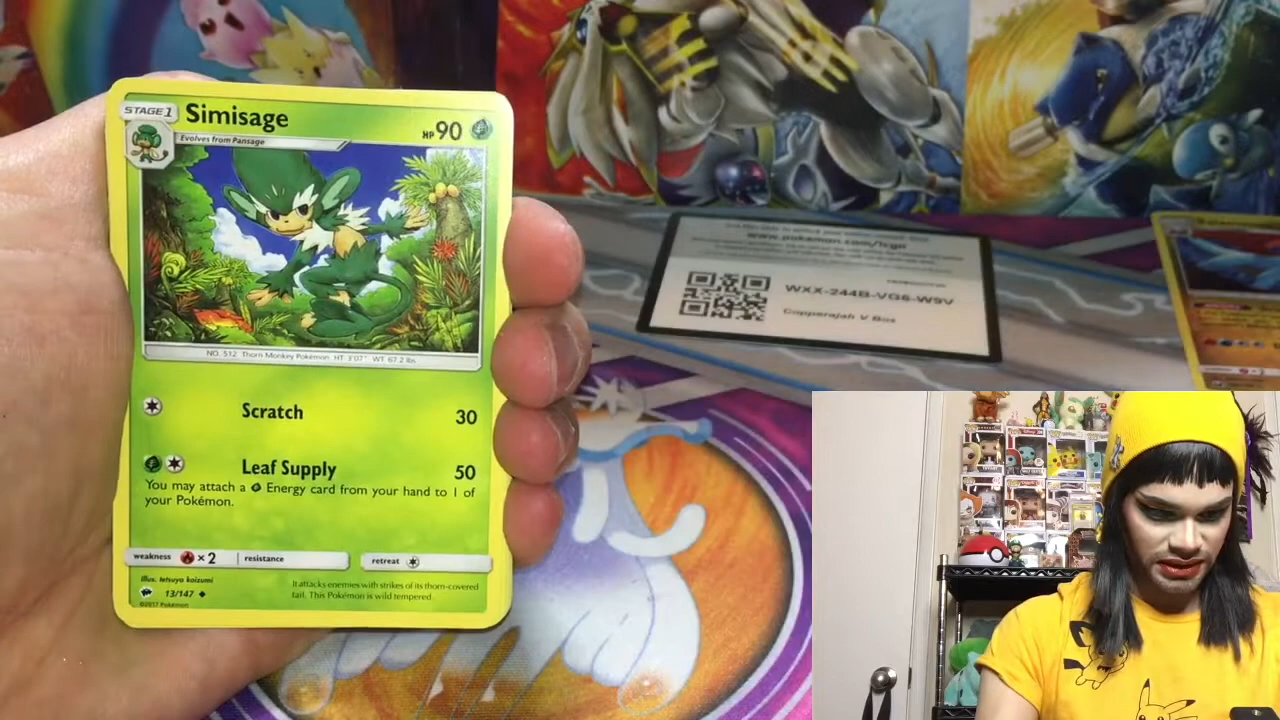 STAGE 1 Simisage HP 90
Evolves from Pansage
NO. 512 Thorn Monkey Pokémon HT: 3'07" WT: 67.2 lbs.
Scratch 30
Leaf Supply 50
You may attach a Energy card from your hand to 1 of
your Pokémon.
weakness ×2 resistance retreat
Illus. tetsuya koizumi
13/147
©2017 Pokémon
It attacks enemies with strikes of its thorn-covered
tail. This Pokémon is wild tempered.
www.pokemon.com/tcgo
WXX-244B-VG6-W9V
Copperajah V Box